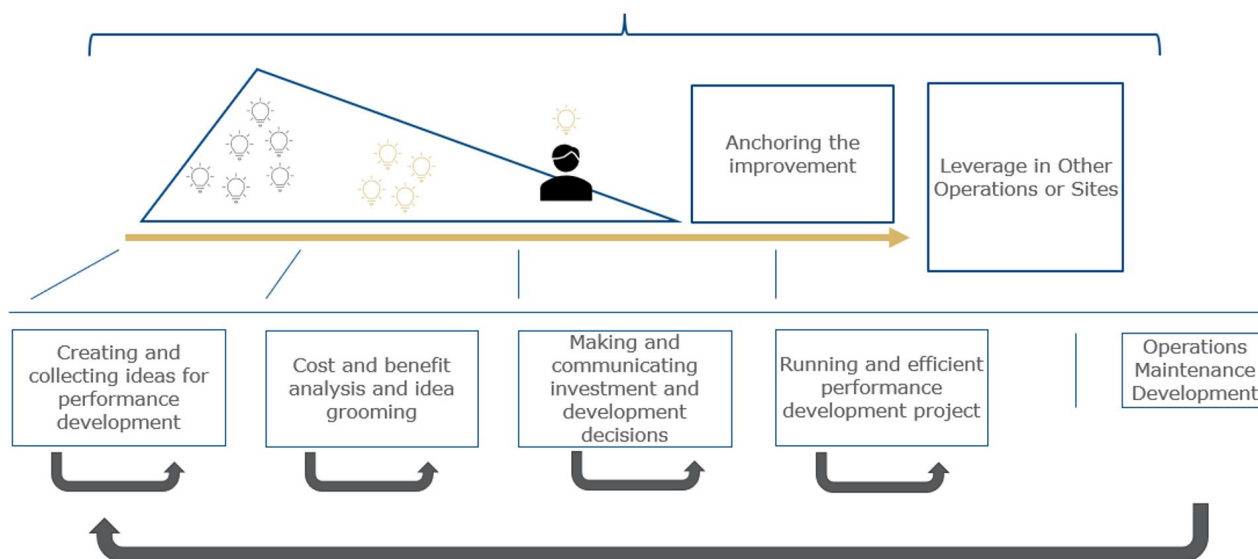 Anchoring the
improvement
Leverage in Other
Operations or Sites
Creating and
collecting ideas for
performance
development
Cost and benefit
analysis and idea
grooming
Making and
communicating
investment and
development
decisions
Running and efficient
performance
development project
Operations
Maintenance
Development